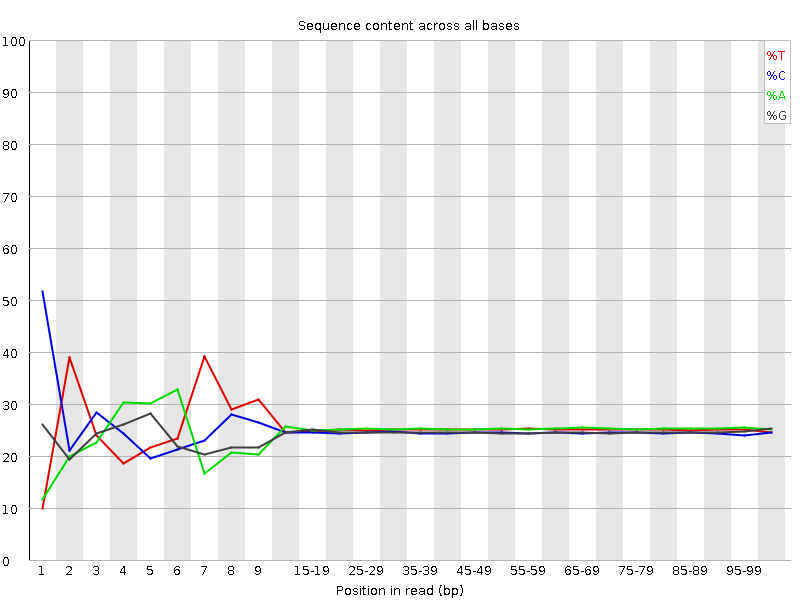 Sequence content across all bases
%T
%C
%A
%G
100
90
80
70
60
50
40
30
20
10
0
1 2 3 4 5 6 7 8 9 15-19 25-29 35-39 45-49 55-59 65-69 75-79 85-89 95-99
Position in read (bp)